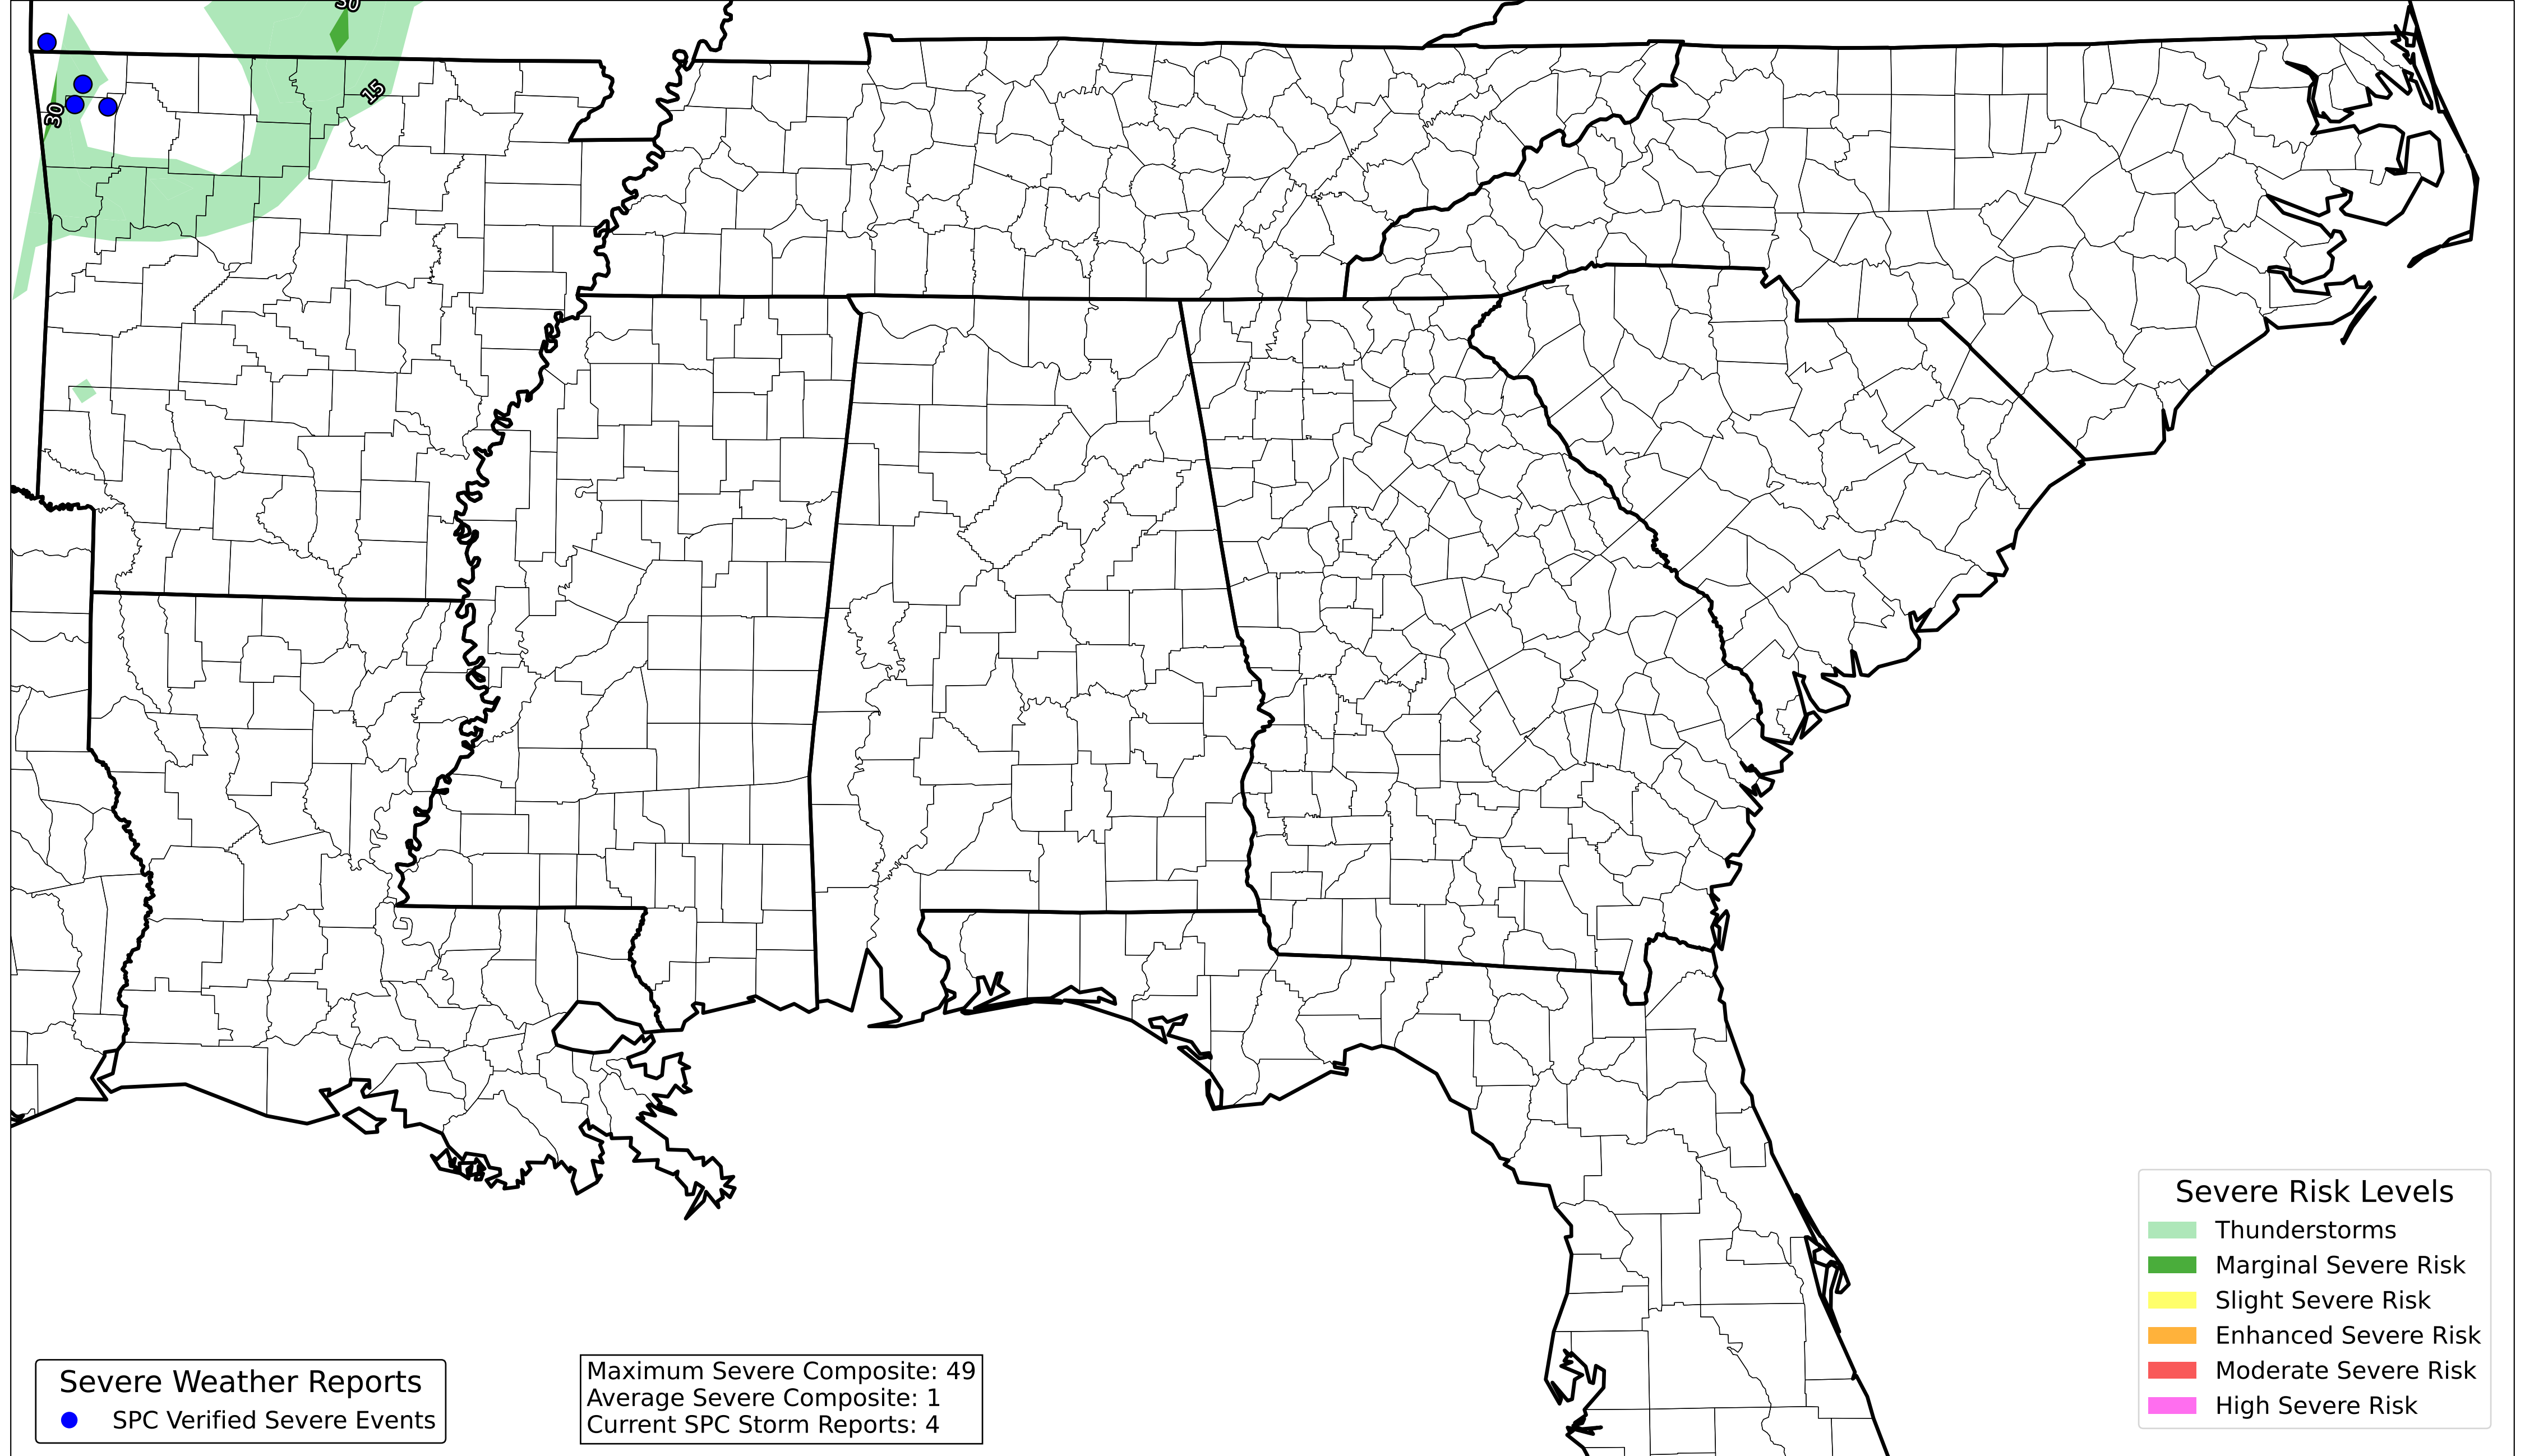 30
15
30
Severe Weather Reports
SPC Verified Severe Events
Maximum Severe Composite: 49
Average Severe Composite: 1
Current SPC Storm Reports: 4
Severe Risk Levels
Thunderstorms
Marginal Severe Risk
Slight Severe Risk
Enhanced Severe Risk
Moderate Severe Risk
High Severe Risk